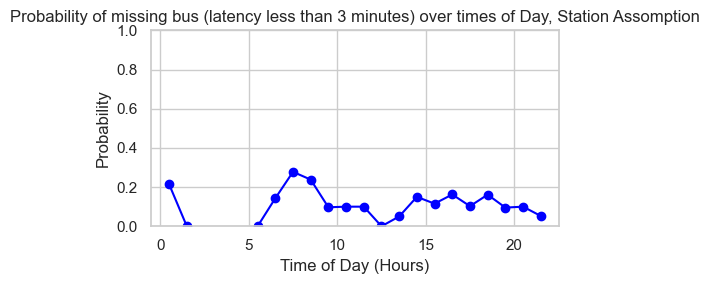 Probability of missing bus (latency less than 3 minutes) over times of Day, Station Assomption
1.0
0.8
0.6
0.4
0.2
0.0
Probability
0 5 10 15 20
Time of Day (Hours)